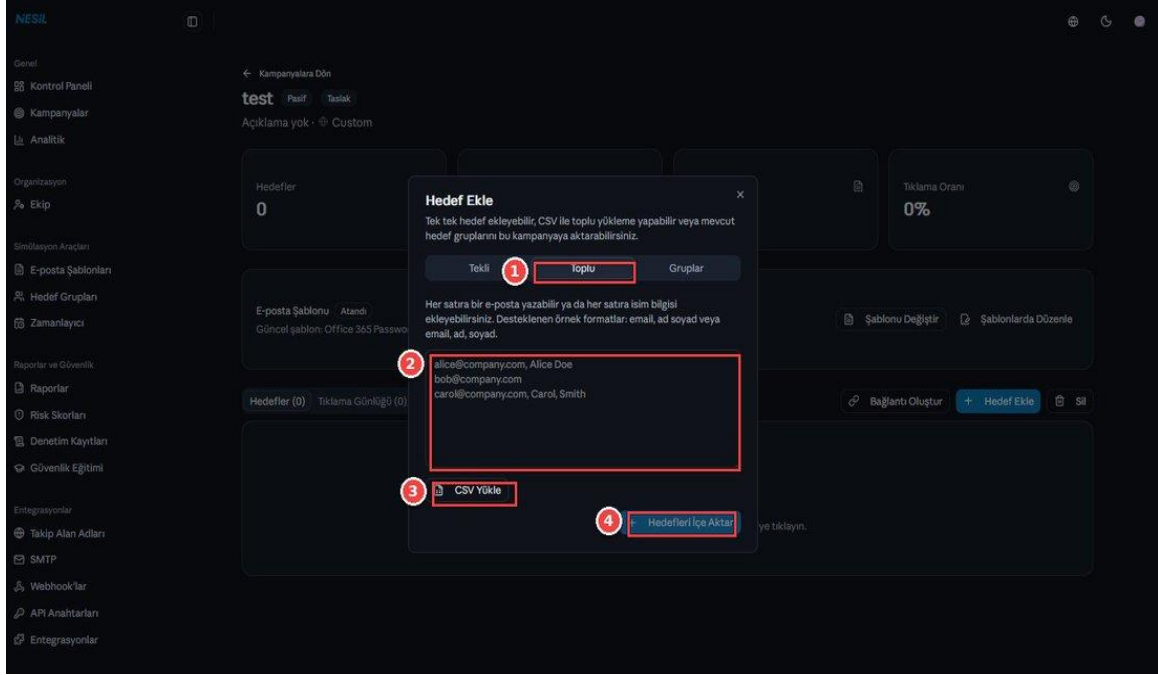 NESIL
Genel
Kontrol Paneli
Kampanyalar
Analitik
Organizasyon
Ekip
Simülasyon Araçları
E-posta Şablonları
Hedef Grupları
Zamanlayıcı
Raporlar ve Güvenlik
Raporlar
Risk Skorları
Denetim Kayıtları
Güvenlik Eğitimi
Entegrasyonlar
Takip Alan Adları
SMTP
Webhook'lar
API Anahtarları
Entegrasyonlar
← Kampanyalara Dön
test Pasif Taslak
Açıklama yok · Custom
Hedefler
0
Tıklama Oranı
0%
E-posta Şablonu Atandı
Güncel şablon: Office 365 Passwo
Şablonu Değiştir Şablonlarda Düzenle
Hedefler (0) Tıklama Günlüğü (0)
Bağlantı Oluştur + Hedef Ekle Sil
Hedef Ekle ×
Tek tek hedef ekleyebilir, CSV ile toplu yükleme yapabilir veya mevcut
hedef gruplarını bu kampanyaya aktarabilirsiniz.
Tekli 1 Toplu Gruplar
Her satıra bir e-posta yazabilir ya da her satıra isim bilgisi
ekleyebilirsiniz. Desteklenen örnek formatlar: email, ad soyad veya
email, ad, soyad.
2
alice@company.com, Alice Doe
bob@company.com
carol@company.com, Carol, Smith
3 CSV Yükle
4 + Hedefleri İçe Aktar
ye tıklayın.